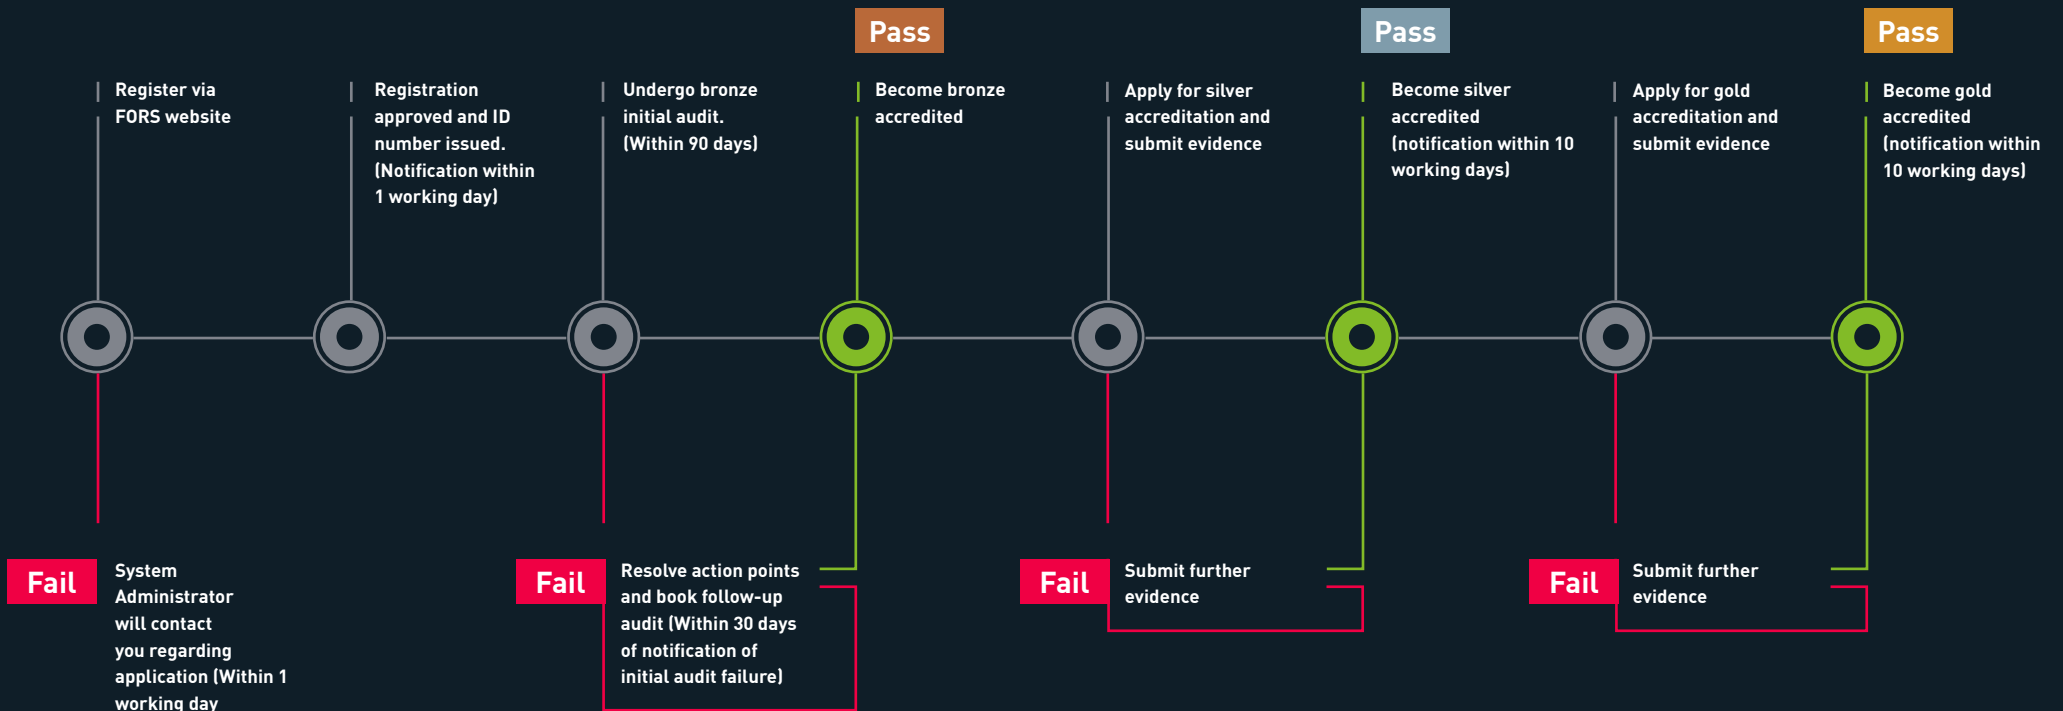 Pass
Pass
Pass
Register via
FORS website
Registration
approved and ID
number issued.
(Notification within
1 working day)
Undergo bronze
initial audit.
(Within 90 days)
Become bronze
accredited
Apply for silver
accreditation and
submit evidence
Become silver
accredited
(notification within 10
working days)
Apply for gold
accreditation and
submit evidence
Become gold
accredited
(notification within
10 working days)
Fail
System
Administrator
will contact
you regarding
application (Within 1
working day
Fail
Resolve action points
and book follow-up
audit (Within 30 days
of notification of
initial audit failure)
Fail
Submit further
evidence
Fail
Submit further
evidence